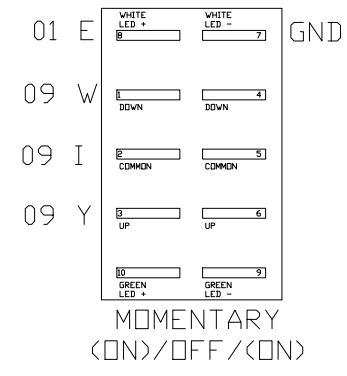 WHITE LED + WHITE LED -
01 E 8 7 GND
09 W 1 4
DOWN DOWN
09 I 2 5
COMMON COMMON
09 Y 3 6
UP UP
10 9
GREEN LED + GREEN LED -
MOMENTARY
(ON)/OFF/(ON)